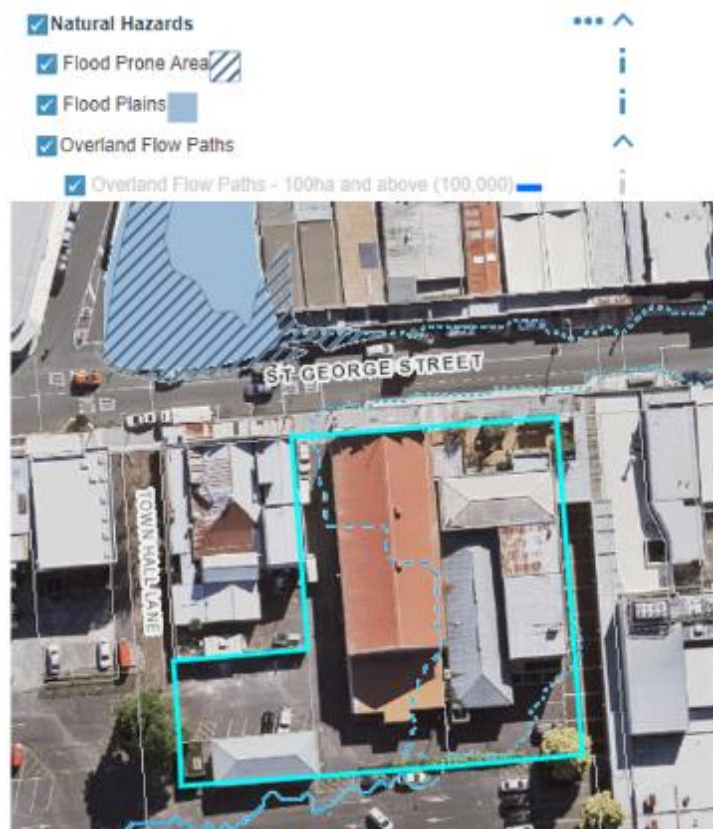 Natural Hazards
Flood Prone Area
Flood Plains
Overland Flow Paths
Overland Flow Paths - 100ha and above (100,000)
ST GEORGE STREET
TOWN HALL LANE